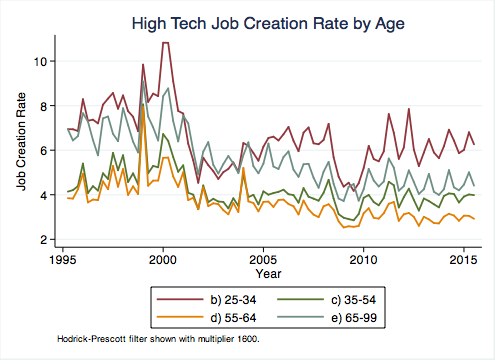 High Tech Job Creation Rate by Age
Job Creation Rate
10
8
6
4
2
1995 2000 2005 2010 2015
Year
b) 25-34 c) 35-54
d) 55-64 e) 65-99
Hodrick-Prescott filter shown with multiplier 1600.